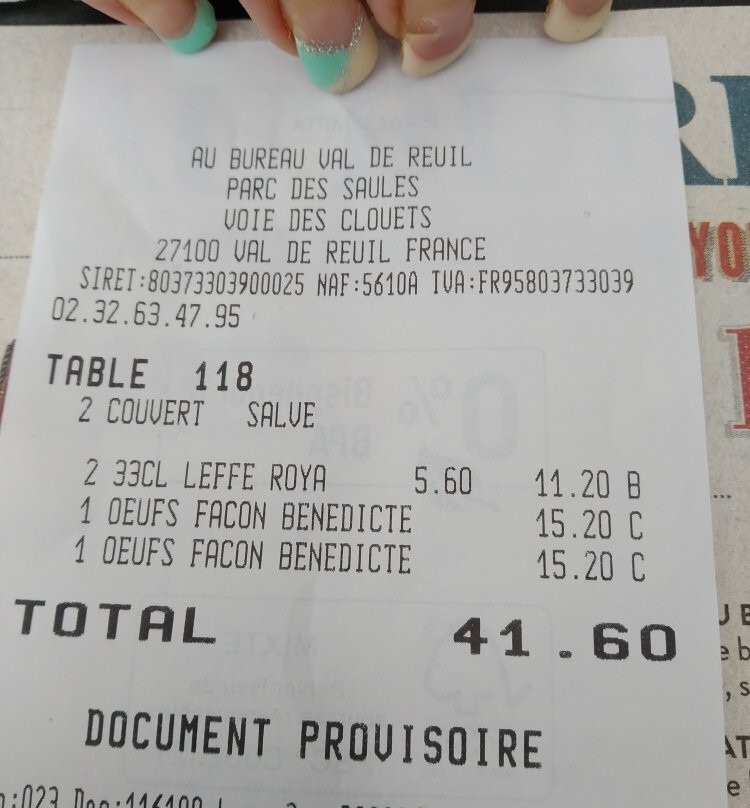 AU BUREAU VAL DE REUIL
PARC DES SAULES
VOIE DES CLOUETS
27100 VAL DE REUIL FRANCE
SIRET:80373303900025 NAF:5610A TVA:FR95803733039
02.32.63.47.95
TABLE 118
2 COUVERT SALVE
2 33CL LEFFE ROYA 5.60 11.20 B
1 OEUFS FACON BENEDICTE 15.20 C
1 OEUFS FACON BENEDICTE 15.20 C
TOTAL 41.60
DOCUMENT PROVISOIRE